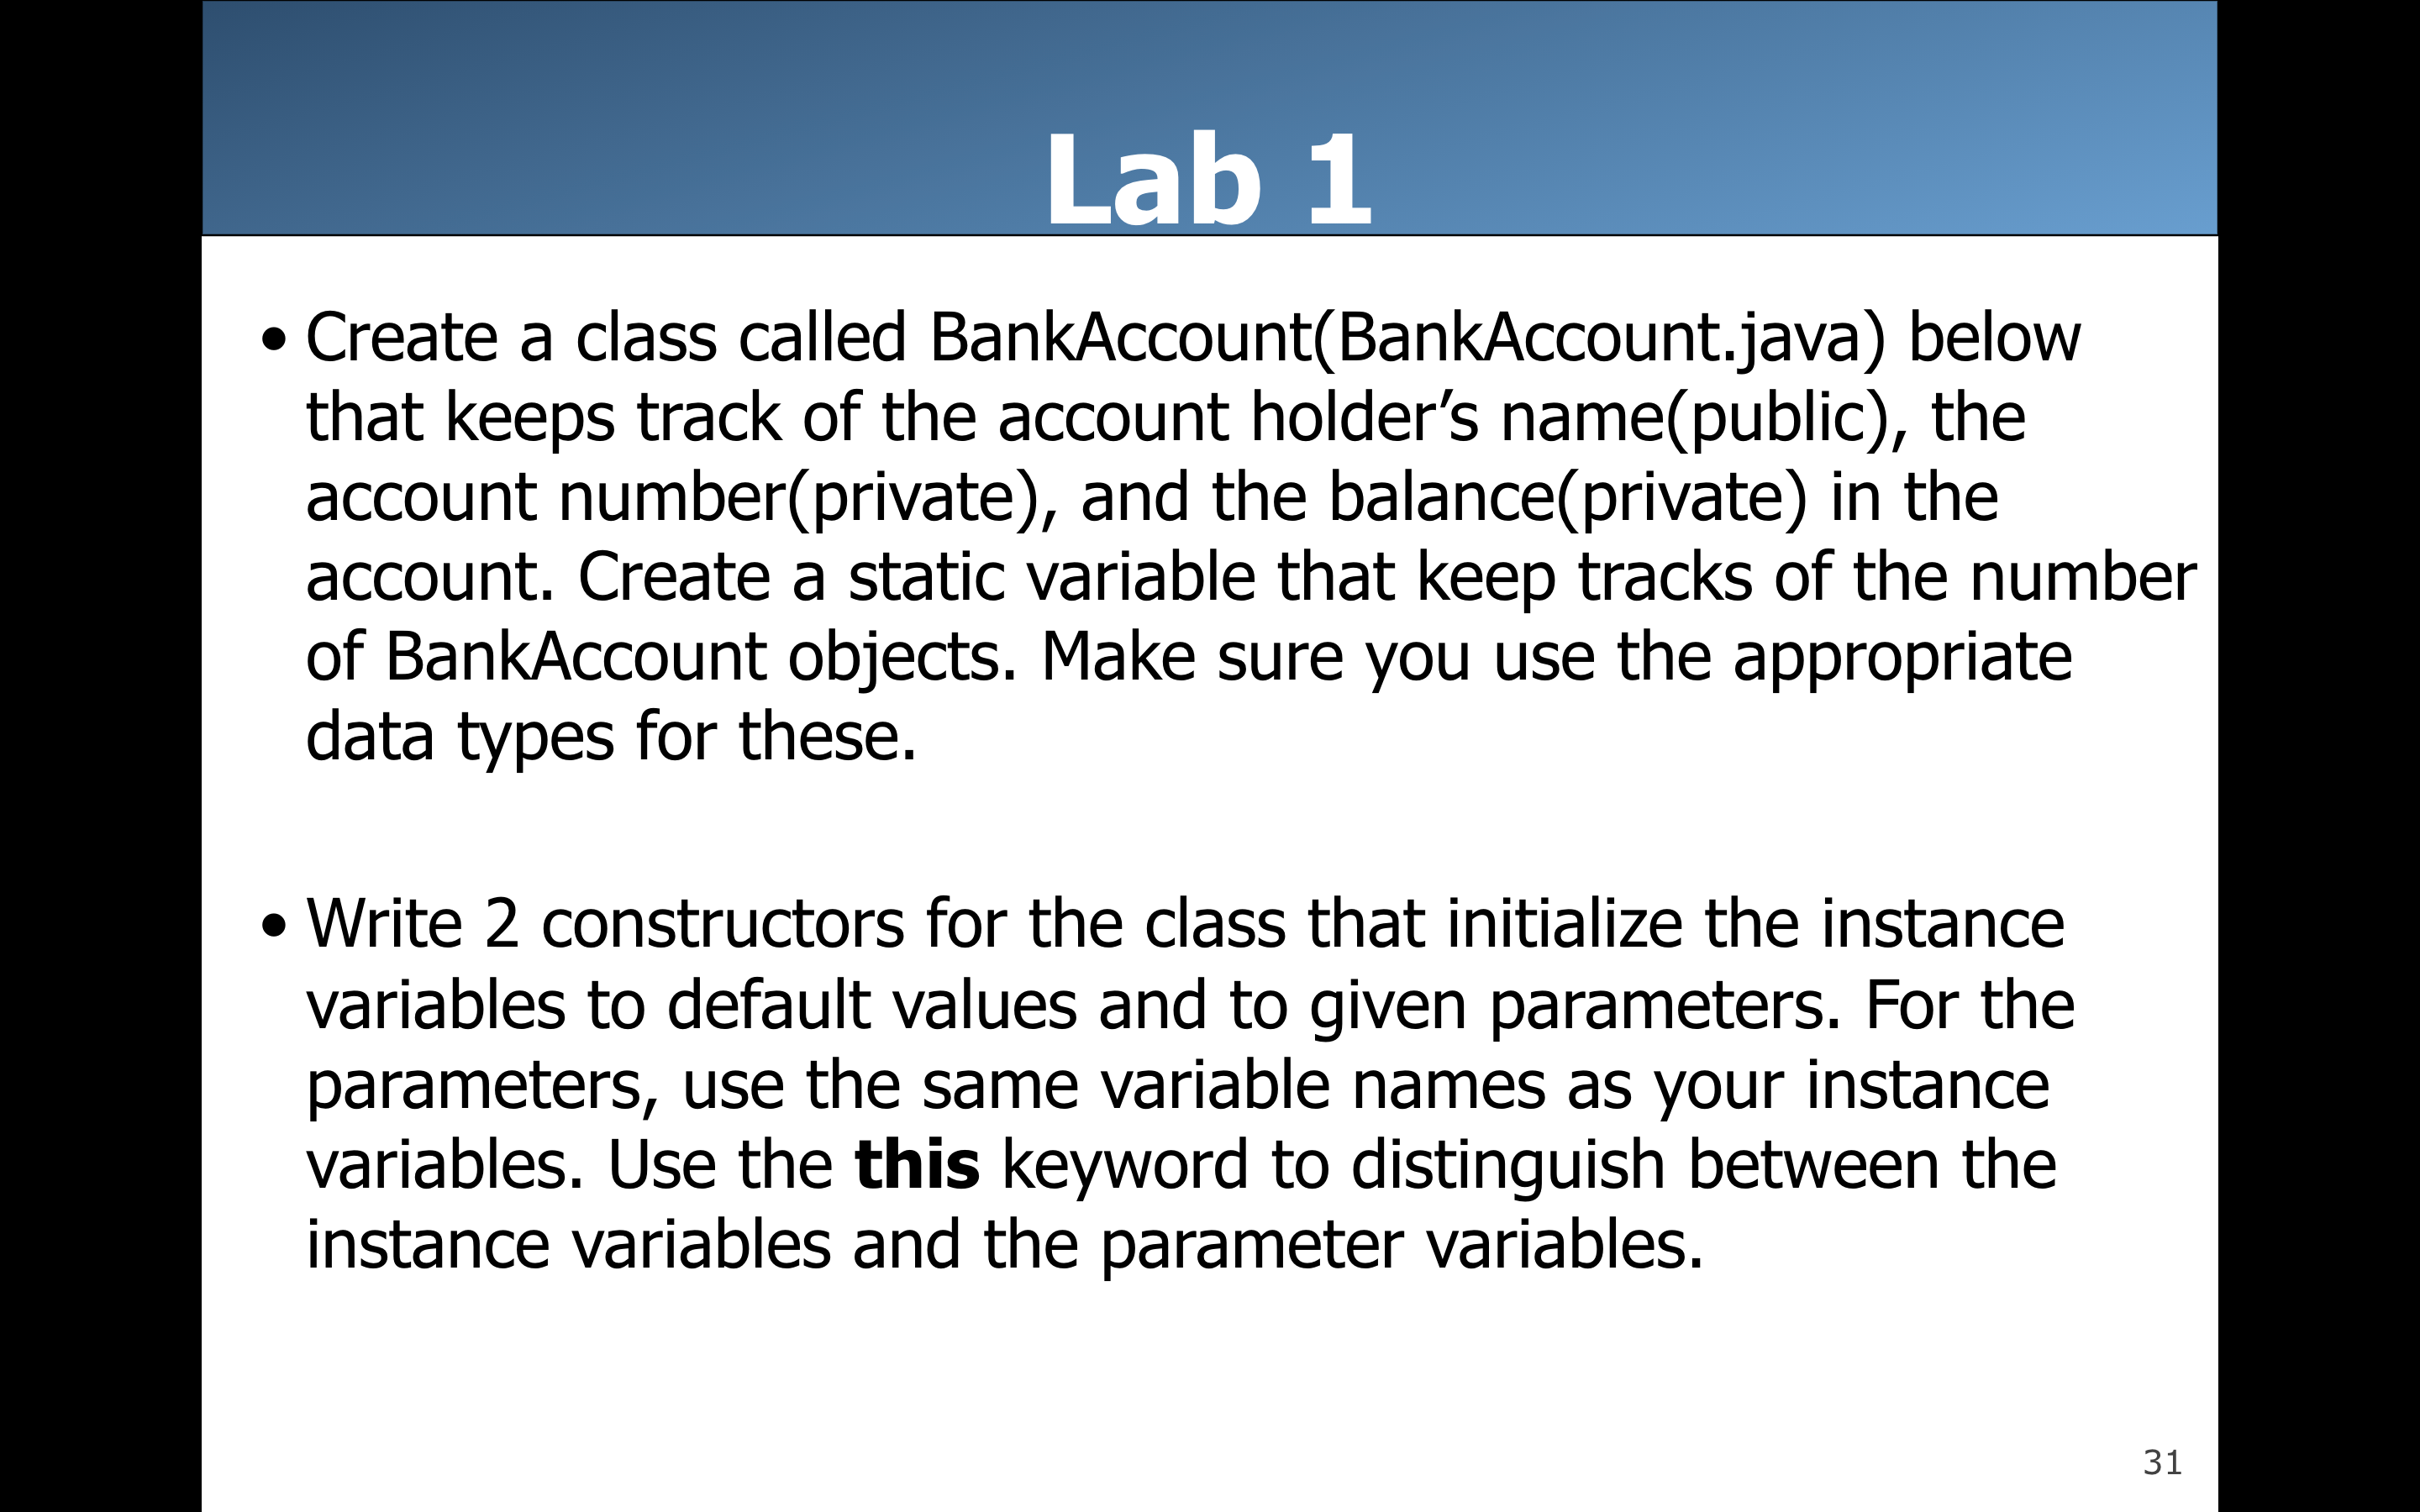 Lab 1
• Create a class called BankAccount(BankAccount.java) below
that keeps track of the account holder’s name(public), the
account number(private), and the balance(private) in the
account. Create a static variable that keep tracks of the number
of BankAccount objects. Make sure you use the appropriate
data types for these.
• Write 2 constructors for the class that initialize the instance
variables to default values and to given parameters. For the
parameters, use the same variable names as your instance
variables. Use the this keyword to distinguish between the
instance variables and the parameter variables.
31